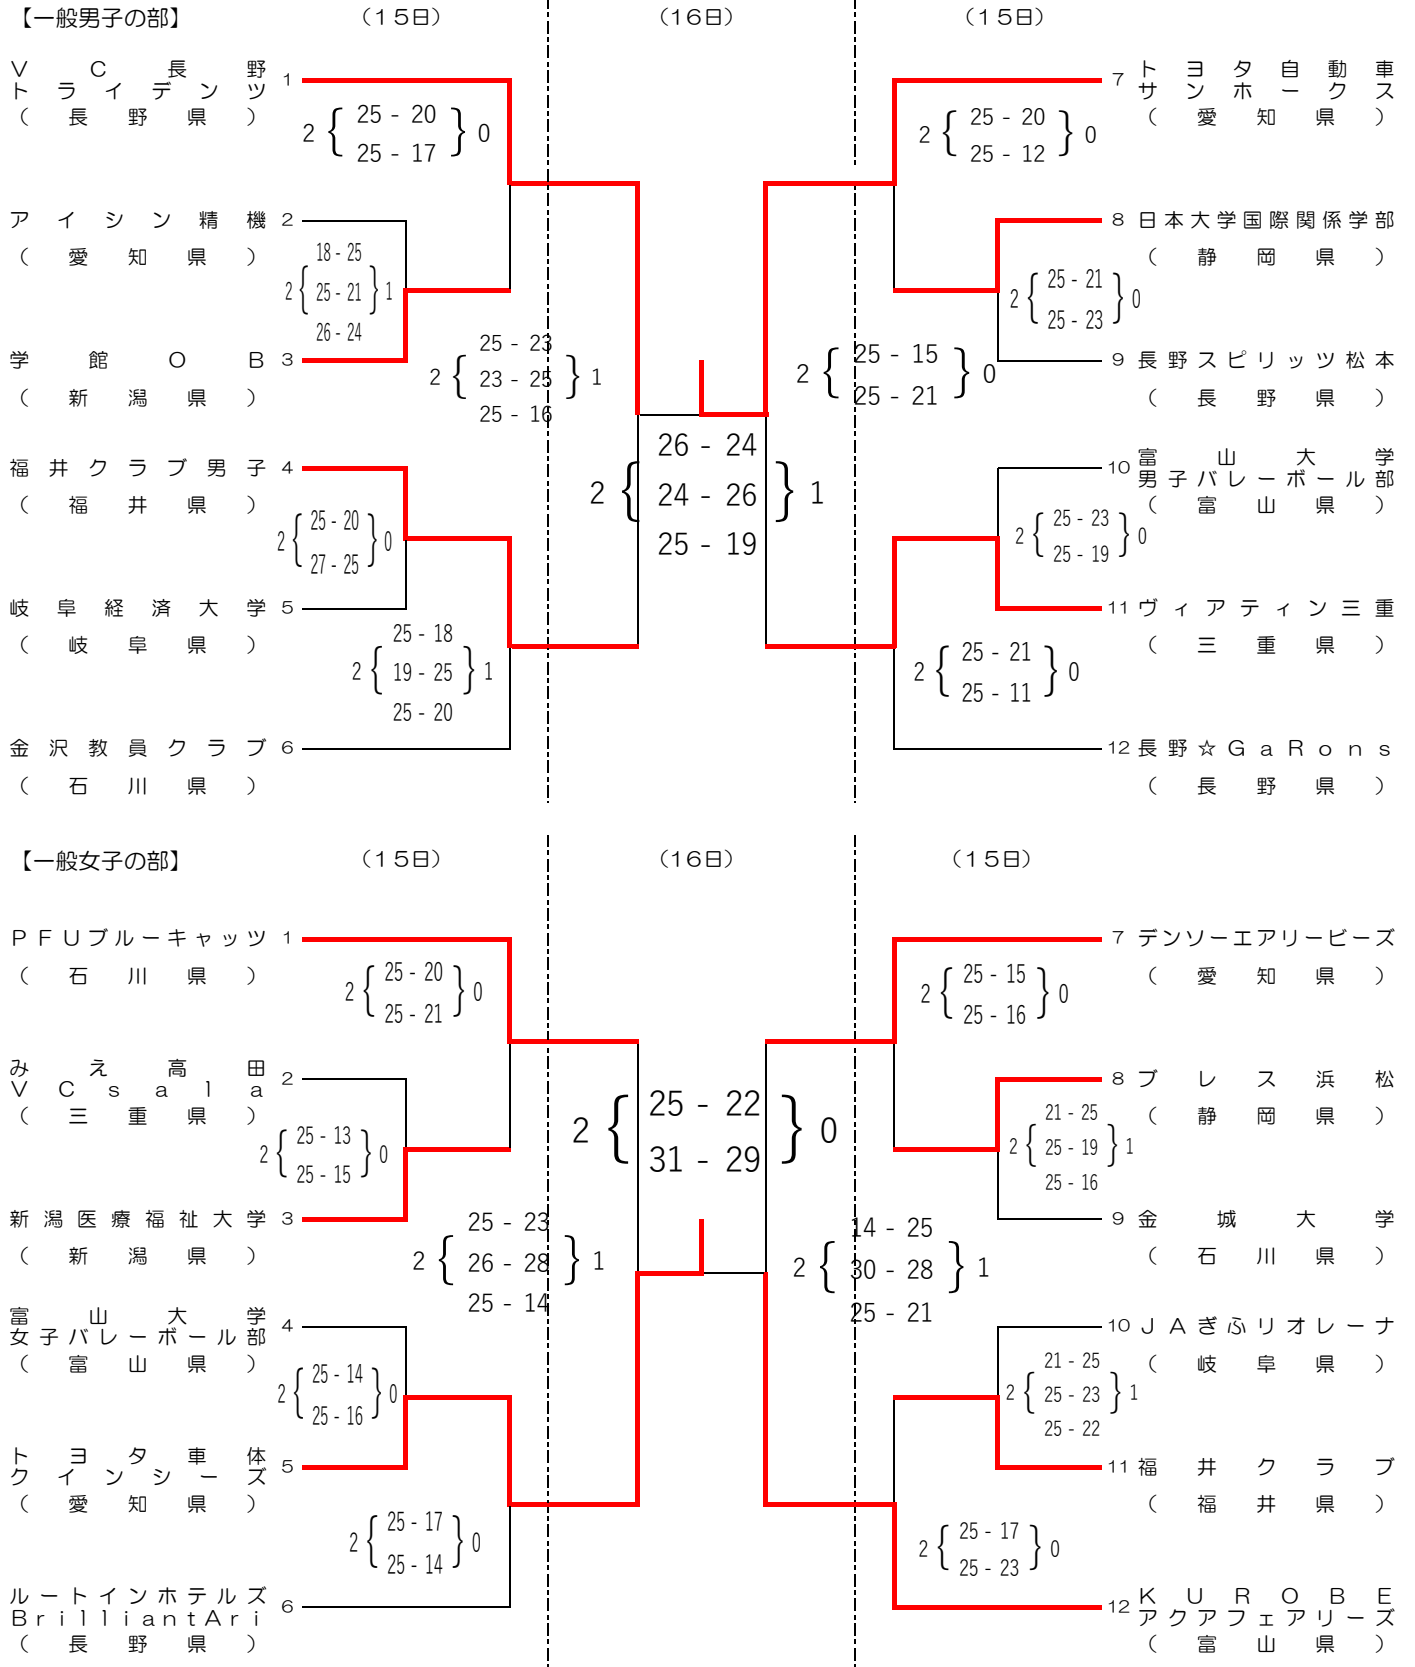 【一般男子の部】 （１５日） （１６日） （１５日）
ＶＣ長野
トライデンツ
（長野県）
1
2 { 25 - 20 } 0
25 - 17
アイシン精機
（愛知県）
2
18 - 25
2 { 25 - 21 } 1
26 - 24
学館ＯＢ
（新潟県）
3
25 - 23
2 { 23 - 25 } 1
25 - 16
福井クラブ男子
（福井県）
4
2 { 25 - 20 } 0
27 - 25
岐阜経済大学
（岐阜県）
5
25 - 18
2 { 19 - 25 } 1
25 - 20
金沢教員クラブ
（石川県）
6
26 - 24
2 { 24 - 26 } 1
25 - 19
7
トヨタ自動車
サンホークス
（愛知県）
2 { 25 - 20 } 0
25 - 12
8
日本大学国際関係学部
（静岡県）
2 { 25 - 21 } 0
25 - 23
9
長野スピリッツ松本
（長野県）
2 { 25 - 15 } 0
25 - 21
10
富山大学
男子バレーボール部
（富山県）
2 { 25 - 23 } 0
25 - 19
11
ヴィアティン三重
（三重県）
2 { 25 - 21 } 0
25 - 11
12
長野☆ＧａＲｏｎｓ
（長野県）
【一般女子の部】 （１５日） （１６日） （１５日）
ＰＦＵブルーキャッツ
（石川県）
1
2 { 25 - 20 } 0
25 - 21
みえ高田
ＶＣｓａｌａ
（三重県）
2
2 { 25 - 13 } 0
25 - 15
新潟医療福祉大学
（新潟県）
3
25 - 23
2 { 26 - 28 } 1
25 - 14
富山大学
女子バレーボール部
（富山県）
4
2 { 25 - 14 } 0
25 - 16
トヨタ車体
クインシーズ
（愛知県）
5
2 { 25 - 17 } 0
25 - 14
ルートインホテルズ
ＢｒｉｌｌｉａｎｔＡｒｉ
（長野県）
6
2 { 25 - 22 } 0
31 - 29
7
デンソーエアリービーズ
（愛知県）
2 { 25 - 15 } 0
25 - 16
8
ブレス浜松
（静岡県）
21 - 25
2 { 25 - 19 } 1
25 - 16
9
金城大学
（石川県）
14 - 25
2 { 30 - 28 } 1
25 - 21
10
ＪＡぎふリオレーナ
（岐阜県）
21 - 25
2 { 25 - 23 } 1
25 - 22
11
福井クラブ
（福井県）
2 { 25 - 17 } 0
25 - 23
12
ＫＵＲＯＢＥ
アクアフェアリーズ
（富山県）